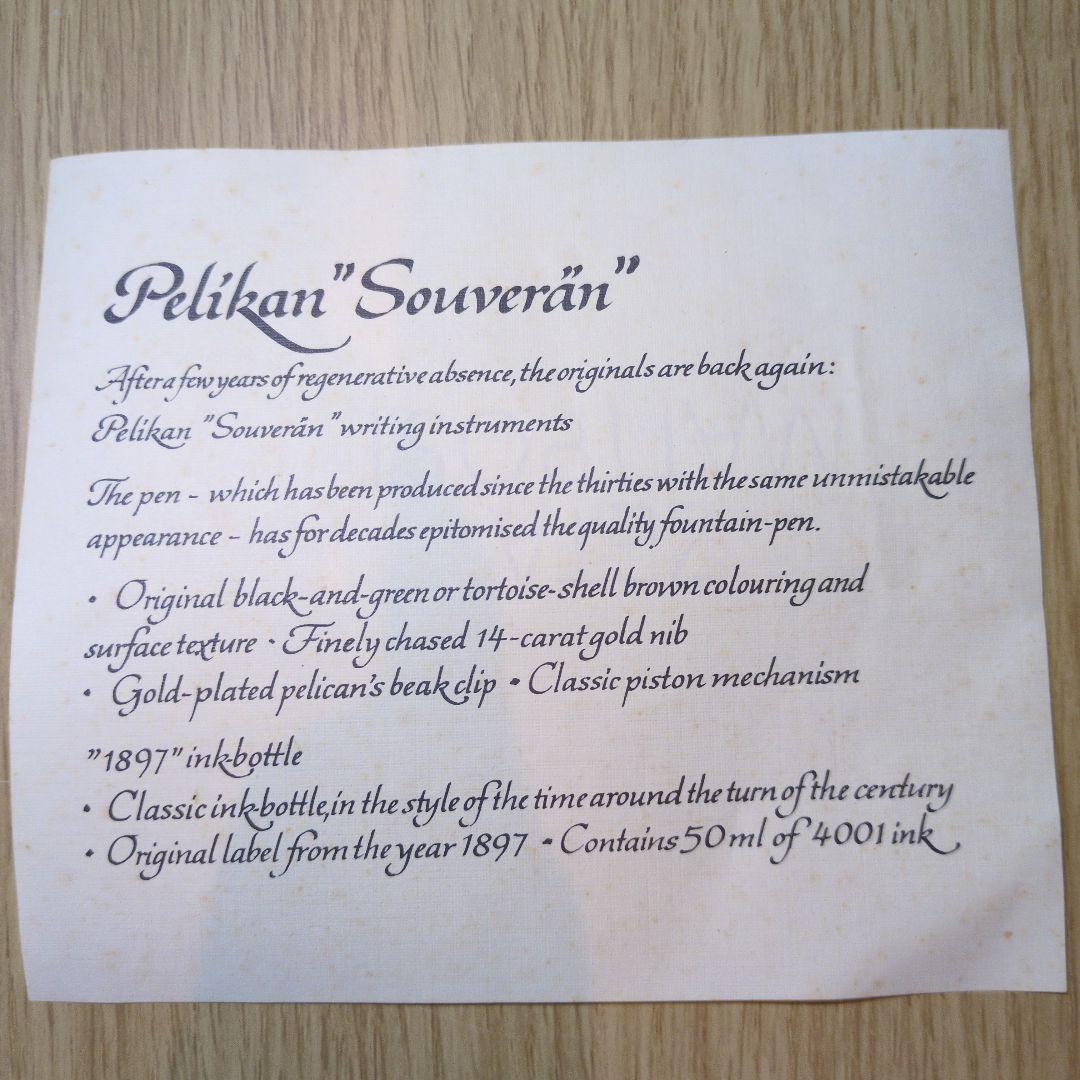 Pelikan "Souverän"
After a few years of regenerative absence, the originals are back again:
Pelikan "Souverän" writing instruments
The pen – which has been produced since the thirties with the same unmistakable
appearance – has for decades epitomised the quality fountain-pen.
• Original black-and-green or tortoise-shell brown colouring and
surface texture • Finely chased 14-carat gold nib
• Gold-plated pelican's beak clip • Classic piston mechanism
"1897" ink-bottle
• Classic ink-bottle, in the style of the time around the turn of the century
• Original label from the year 1897 • Contains 50 ml of 4001 ink